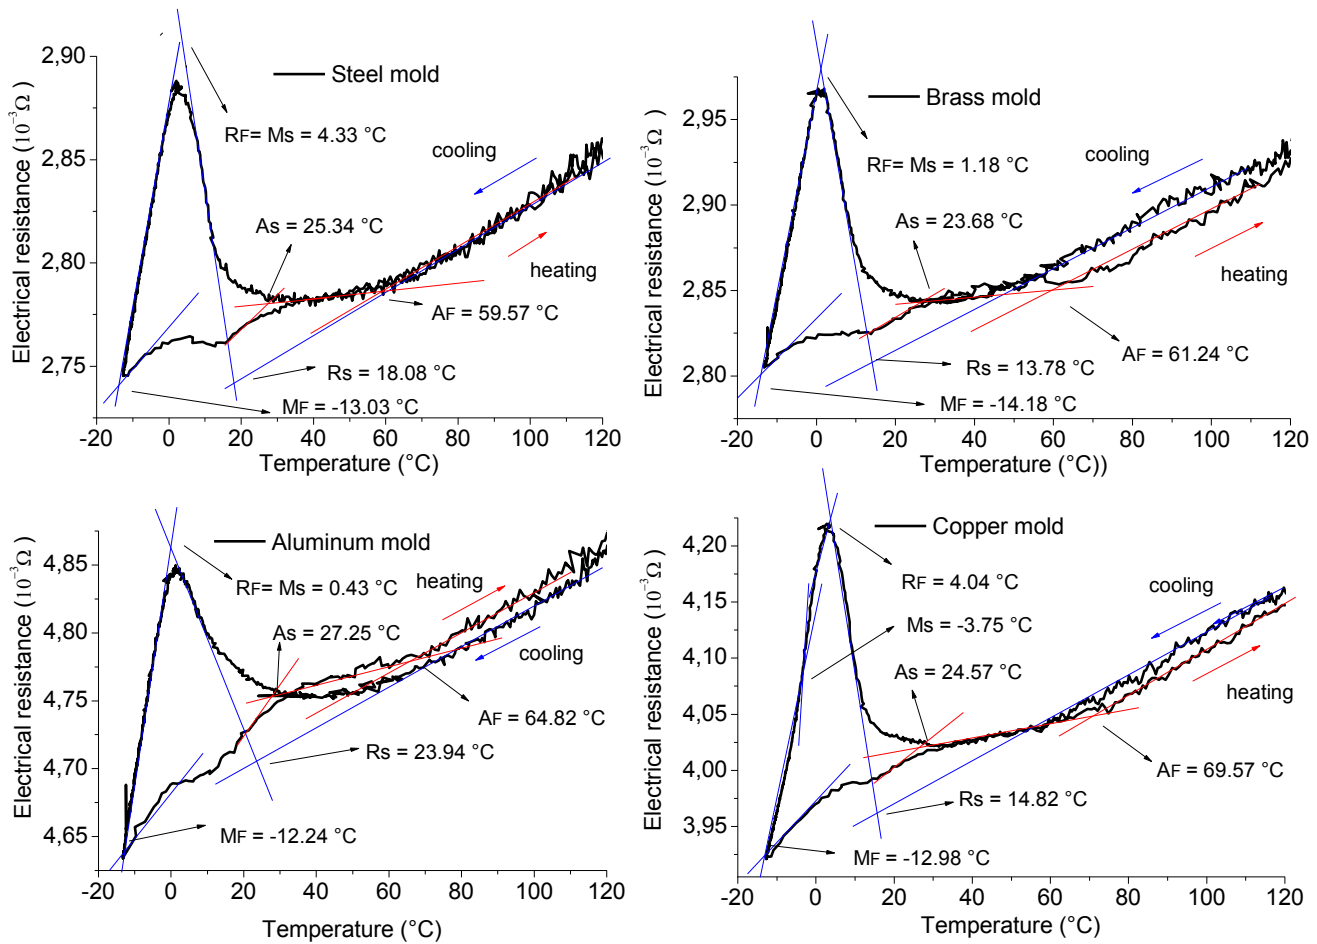 2,90
2,85
2,80
2,75
Electrical resistance (10⁻³Ω)
Steel mold
RF= Ms = 4.33 °C
cooling
As = 25.34 °C
heating
AF = 59.57 °C
Rs = 18.08 °C
MF = -13.03 °C
-20 0 20 40 60 80 100 120
Temperature (°C)
2,95
2,90
2,85
2,80
Electrical resistance (10⁻³Ω)
Brass mold
RF= Ms = 1.18 °C
cooling
As = 23.68 °C
heating
AF = 61.24 °C
Rs = 13.78 °C
MF = -14.18 °C
-20 0 20 40 60 80 100 120
Temperature (°C))
4,85
4,80
4,75
4,70
4,65
Electrical resistance (10⁻³Ω)
Aluminum mold
heating
RF= Ms = 0.43 °C
As = 27.25 °C
cooling
AF = 64.82 °C
Rs = 23.94 °C
MF = -12.24 °C
-20 0 20 40 60 80 100 120
Temperature (°C)
4,20
4,15
4,10
4,05
4,00
3,95
Electrical resistance (10⁻³Ω)
Copper mold
RF = 4.04 °C
cooling
Ms = -3.75 °C
As = 24.57 °C
heating
AF = 69.57 °C
Rs = 14.82 °C
MF = -12.98 °C
-20 0 20 40 60 80 100 120
Temperature (°C)